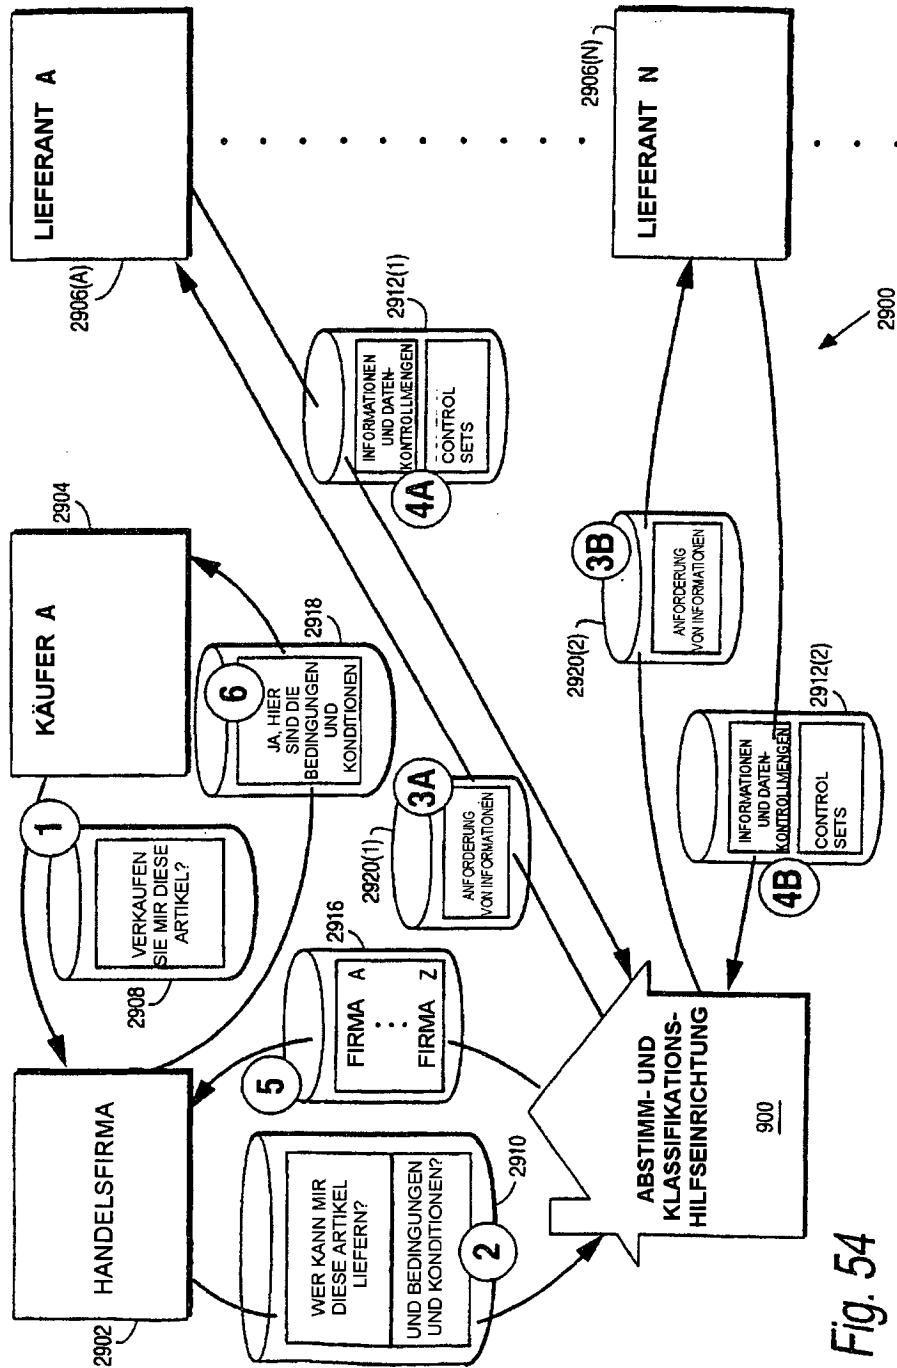 2902
HANDELSFIRMA
KÄUFER A
2904
LIEFERANT A
2906(A)
1
VERKAUFEN
SIE MIR DIESE
ARTIKEL?
2908
6
JA, HIER
SIND DIE
BEDINGUNGEN
UND
KONDITIONEN
2918
WER KANN MIR
DIESE ARTIKEL
LIEFERN?
UND BEDINGUNGEN
UND KONDITIONEN?
2
2910
5
FIRMA A
FIRMA Z
2916
3A
ANFORDERUNG
VON INFORMATIONEN
2920(1)
4A
INFORMATIONEN
UND DATEN-
KONTROLLMENGEN
CONTROL
SETS
2912(1)
ABSTIMM- UND
KLASSIFIKATIONS-
HILFSEINRICHTUNG
900
4B
INFORMATIONEN
UND DATEN-
KONTROLLMENGEN
CONTROL
SETS
2912(2)
3B
ANFORDERUNG
VON INFORMATIONEN
2920(2)
LIEFERANT N
2906(N)
2900
Fig. 54